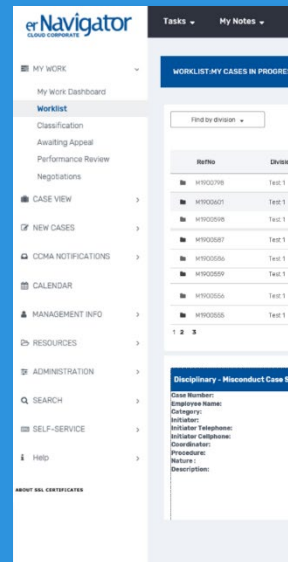 er Navigator
CLOUD CORPORATE
Tasks
My Notes
MY WORK
My Work Dashboard
Worklist
Classification
Awaiting Appeal
Performance Review
Negotiations
CASE VIEW
NEW CASES
CCMA NOTIFICATIONS
CALENDAR
MANAGEMENT INFO
RESOURCES
ADMINISTRATION
SEARCH
SELF-SERVICE
Help
ABOUT SSL CERTIFICATES
WORKLIST:MY CASES IN PROGRES
Find by division
RefNo Divisi
M1900798 Test 1
M1900601 Test 1
M1900598 Test 1
M1900587 Test 1
M1900586 Test 1
M1900559 Test 1
M1900556 Test 1
M1900555 Test 1
1 2 3
Disciplinary - Misconduct Case S
Case Number:
Employee Name:
Category:
Initiator:
Initiator Telephone:
Initiator Cellphone:
Coordinator:
Procedure:
Nature :
Description: